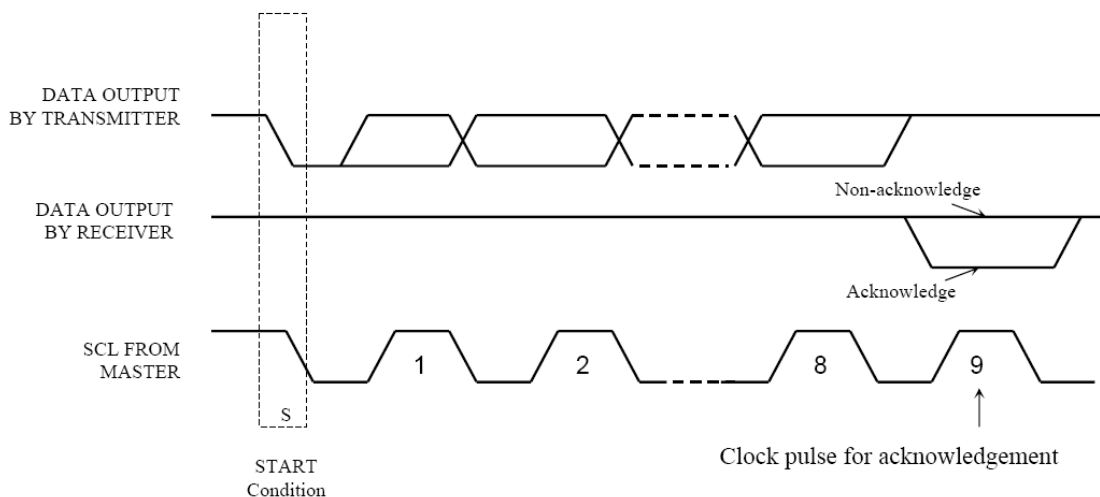 DATA OUTPUT
BY TRANSMITTER
DATA OUTPUT
BY RECEIVER
Non-acknowledge
Acknowledge
SCL FROM
MASTER
1
2
8
9
S
START
Condition
Clock pulse for acknowledgement